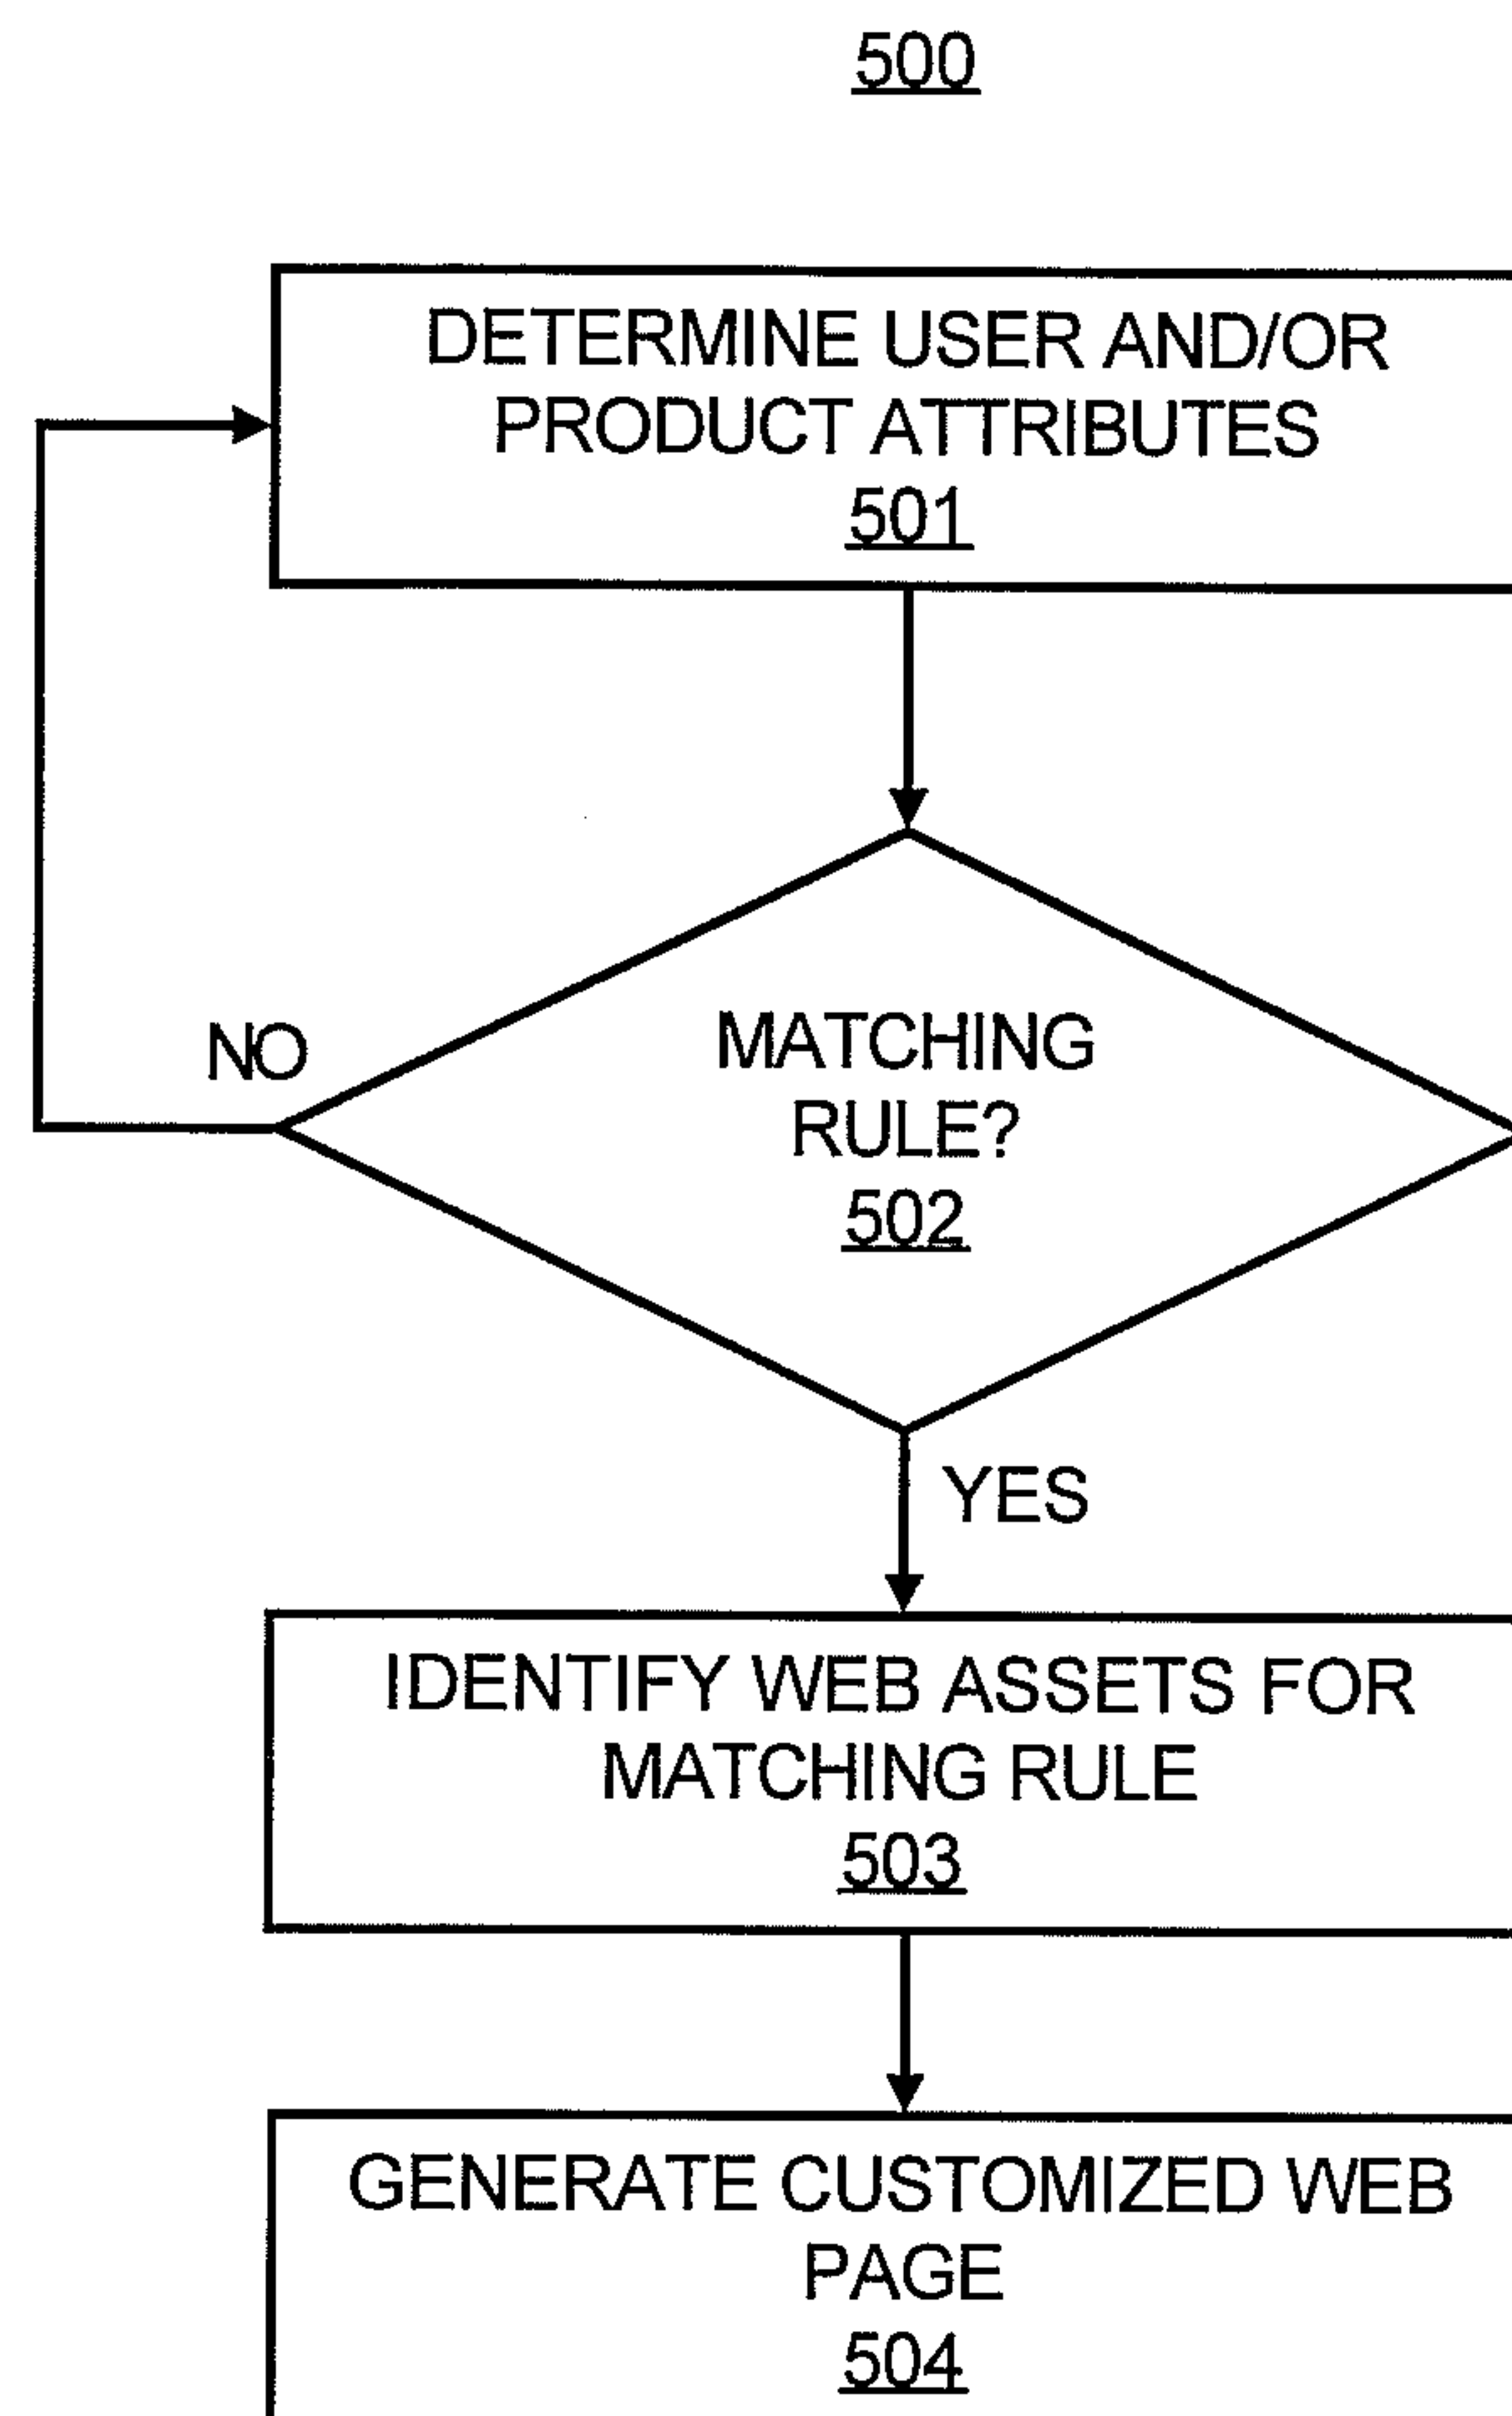 500
DETERMINE USER AND/OR
PRODUCT ATTRIBUTES
501
MATCHING
RULE?
502
NO
YES
IDENTIFY WEB ASSETS FOR
MATCHING RULE
503
GENERATE CUSTOMIZED WEB
PAGE
504